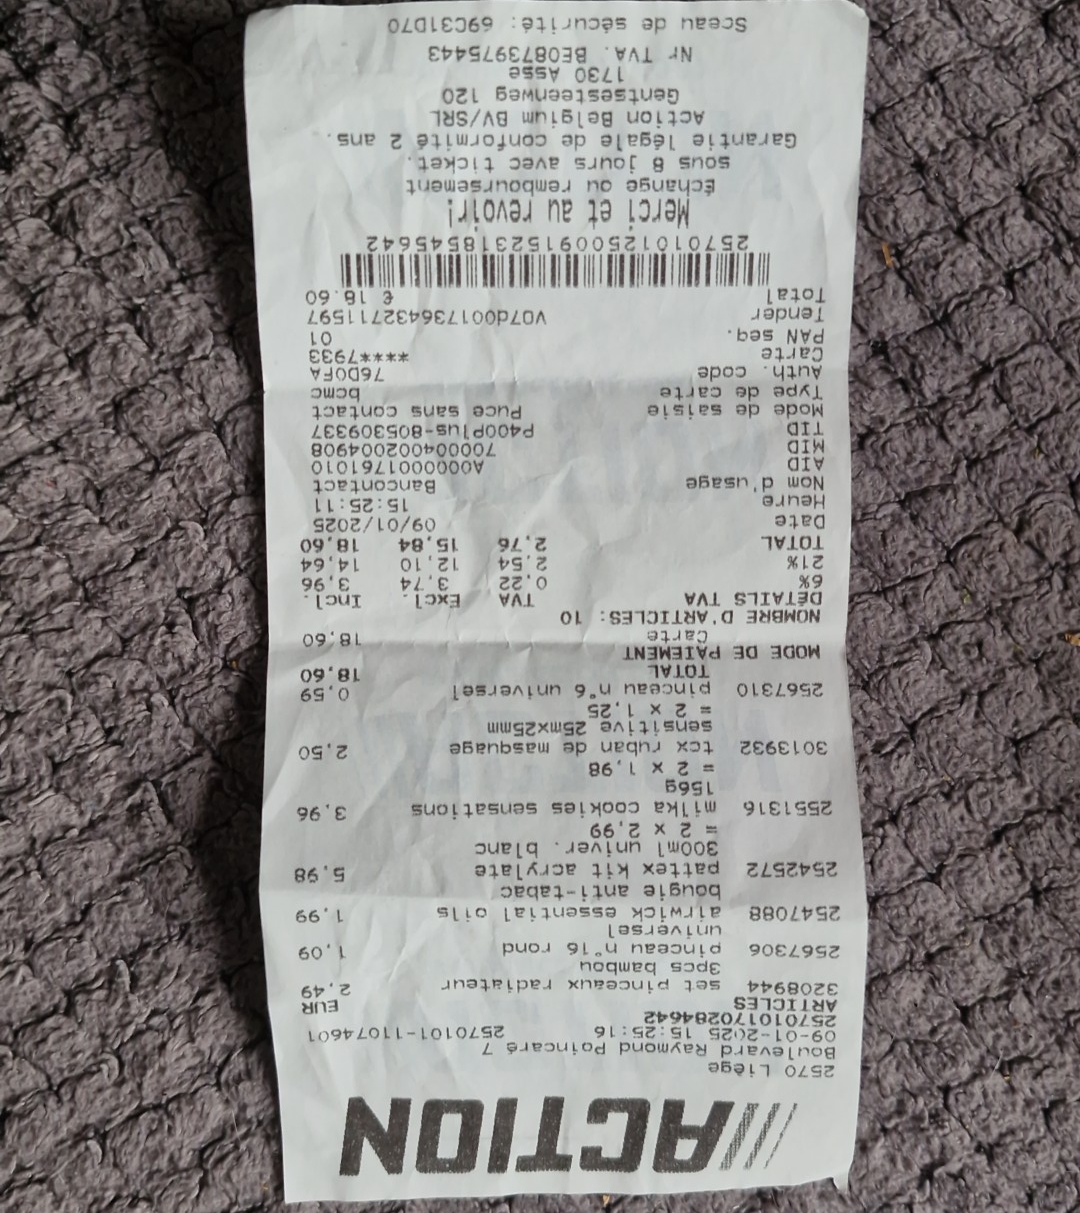 ACTION
2570 Liège
Boulevard Raymond Poincaré 7
09-01-2025 15:25:16 2570101-11074601
2570101170284642
ARTICLES EUR
3208944 set pinceaux radiateur 2,49
3pcs bambou
2567306 pinceau n°16 rond 1,09
universel
2547088 airwick essential oils 1,99
bougie anti-tabac
2542572 pattex kit acrylate 5,98
300ml univer. blanc
= 2 x 2,99
2551316 milka cookies sensations 3,96
156g
= 2 x 1,98
3013932 tcx ruban de masquage 2,50
sensitive 25mx25mm
= 2 x 1,25
2567310 pinceau n°6 universel 0,59
TOTAL 18,60
MODE DE PAIEMENT
Carte 18,60
NOMBRE D'ARTICLES: 10
DÉTAILS TVA TVA Excl. Incl.
6% 0,22 3,74 3,96
21% 2,54 12,10 14,64
TOTAL 2,76 15,84 18,60
Date 09/01/2025
Heure 15:25:11
Nom d'usage Bancontact
AID A0000001761010
MID 700004002004908
TID P400Plus-805309337
Mode de saisie Puce sans contact
Type de carte bcmc
Auth. code 76D0FA
Carte ****7933
PAN seq. 01
Tender V07d001736432711597
Total € 18.60
257010125009152318545642
Merci et au revoir!
Échange ou remboursement
sous 8 jours avec ticket.
Garantie légale de conformité 2 ans.
Action Belgium BV/SRL
Gentsesteenweg 120
1730 Asse
Nr TVA. BE0873975443
Sceau de sécurité: 69C31D70